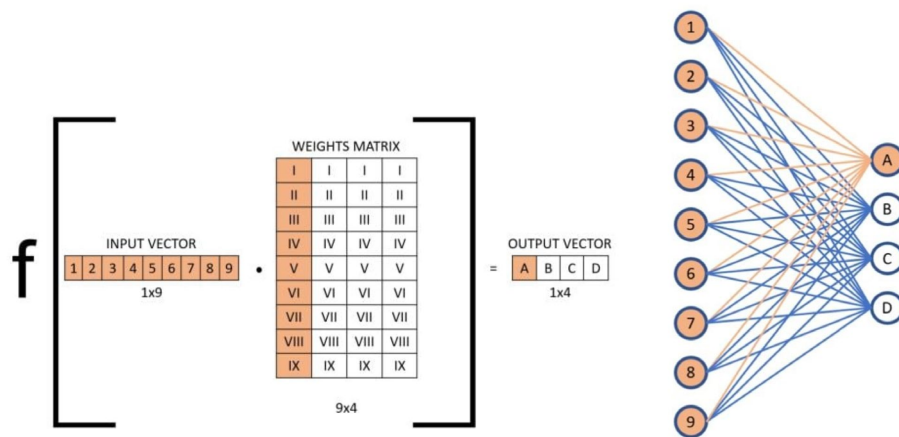 f
INPUT VECTOR
1 2 3 4 5 6 7 8 9
1x9
•
WEIGHTS MATRIX
I I I I
II II II II
III III III III
IV IV IV IV
V V V V
VI VI VI VI
VII VII VII VII
VIII VIII VIII VIII
IX IX IX IX
9x4
=
OUTPUT VECTOR
A B C D
1x4
1
2
3
4
5
6
7
8
9
A
B
C
D